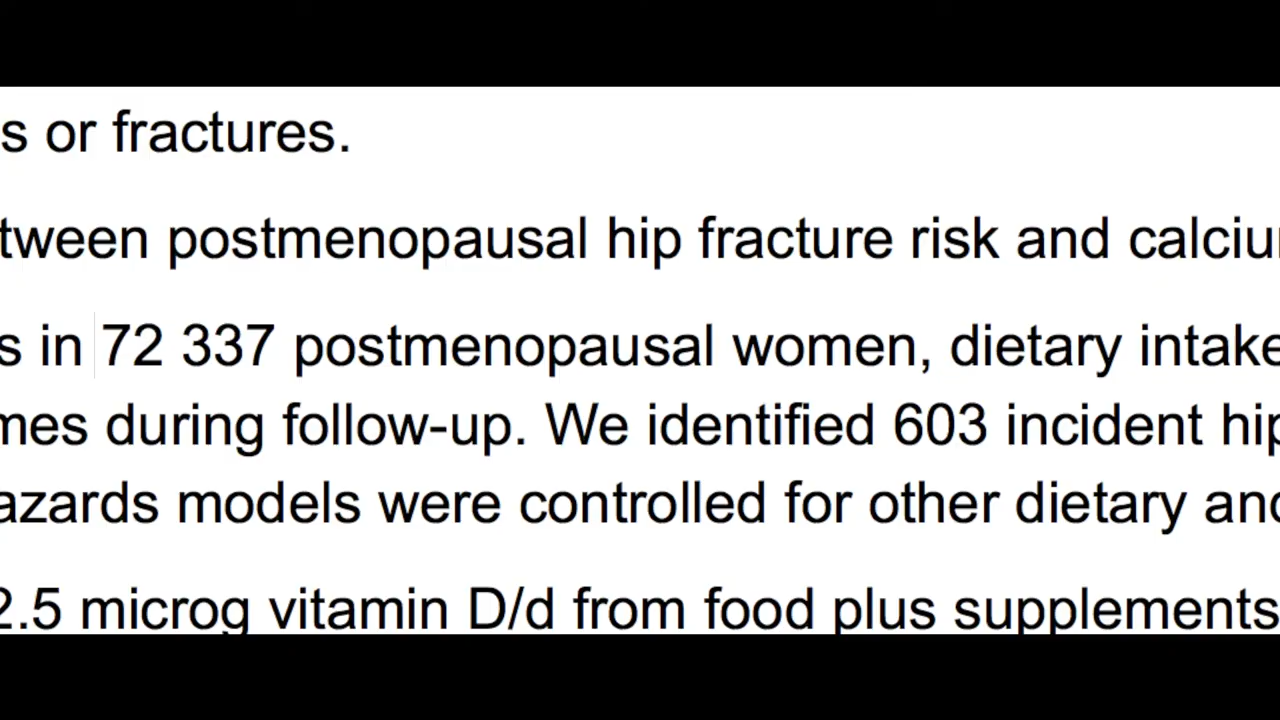 s or fractures.
tween postmenopausal hip fracture risk and calciu
s in 72 337 postmenopausal women, dietary intake
mes during follow-up. We identified 603 incident hip
azards models were controlled for other dietary and
2.5 microg vitamin D/d from food plus supplements